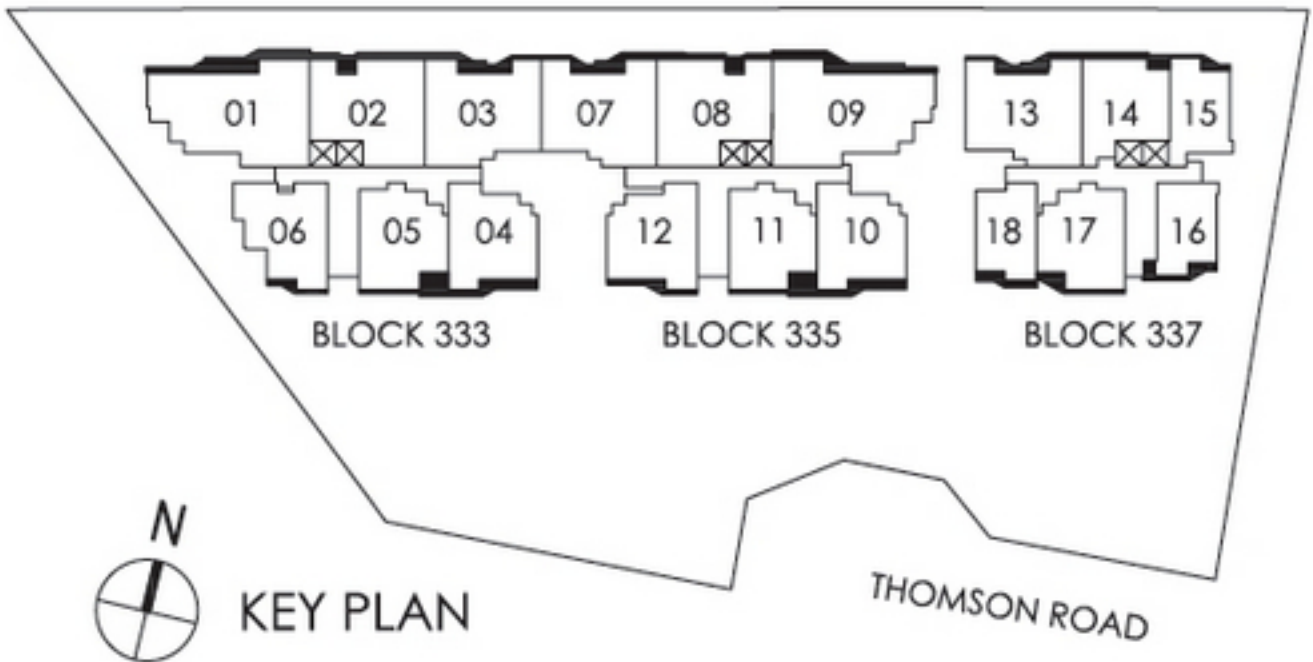 01 02 03 07 08 09 13 14 15
06 05 04 12 11 10 18 17 16
BLOCK 333 BLOCK 335 BLOCK 337
N
KEY PLAN
THOMSON ROAD